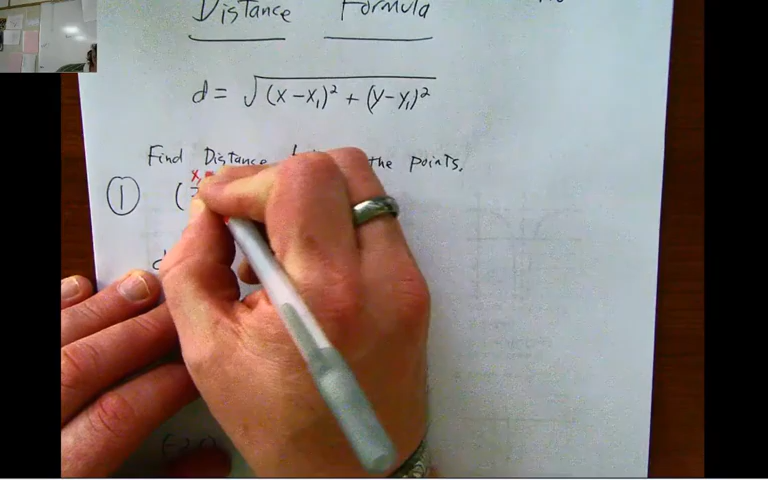 Distance Formula
d = √(x-x₁)² + (y-y₁)²
Find Distance the points.
① (